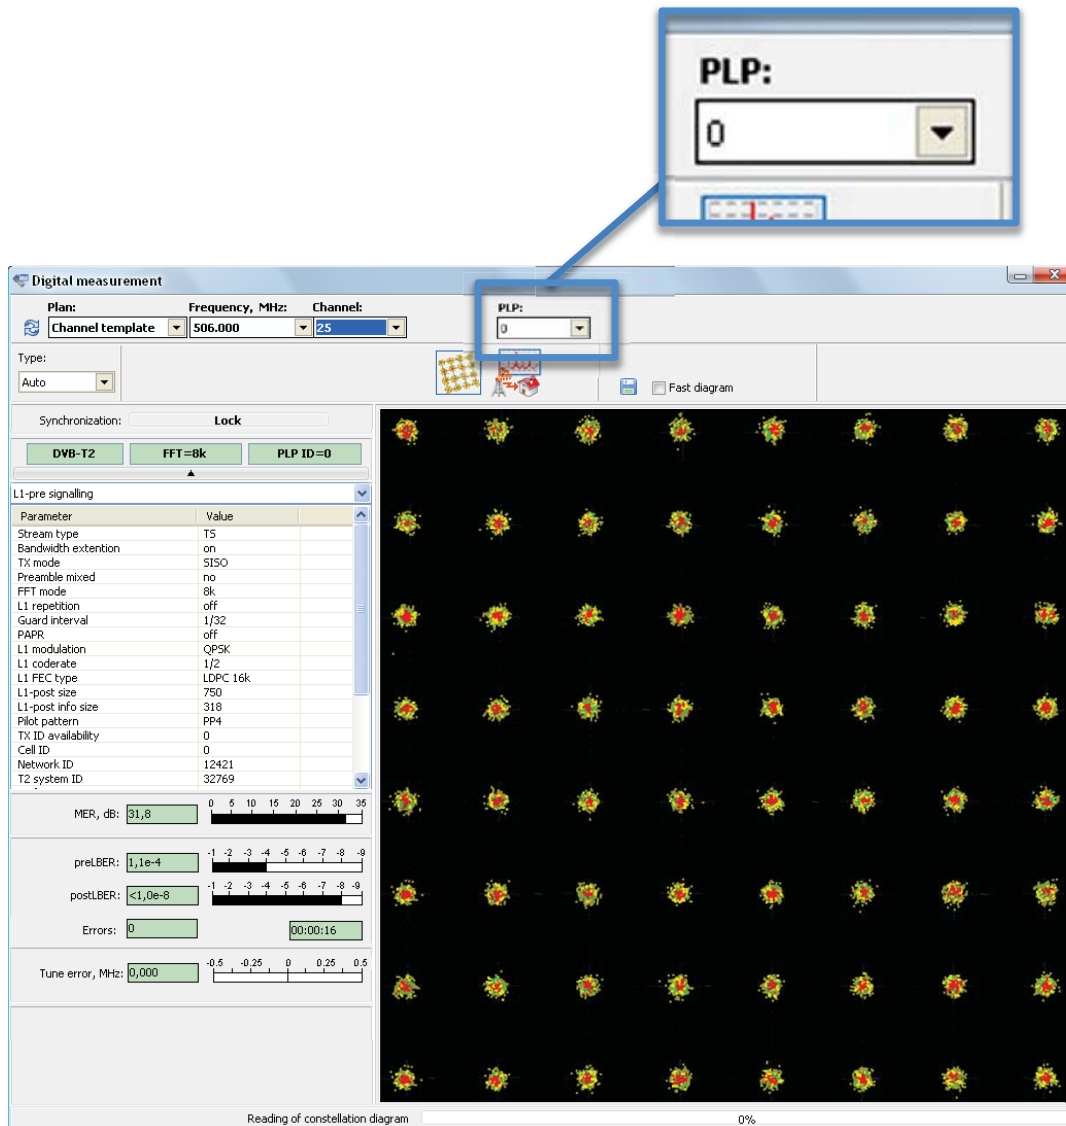 PLP:
0
Digital measurement
Plan: Frequency, MHz: Channel: PLP:
Channel template 506.000 25 0
Type:
Auto
Fast diagram
Synchronization: Lock
DVB-T2 FFT=8k PLP ID=0
L1-pre signalling
Parameter Value
Stream type TS
Bandwidth extention on
TX mode SISO
Preamble mixed no
FFT mode 8k
L1 repetition off
Guard interval 1/32
PAPR off
L1 modulation QPSK
L1 coderate 1/2
L1 FEC type LDPC 16k
L1-post size 750
L1-post info size 318
Pilot pattern PP4
TX ID availability 0
Cell ID 0
Network ID 12421
T2 system ID 32769
0 5 10 15 20 25 30 35
MER, dB: 31,8
-1 -2 -3 -4 -5 -6 -7 -8 -9
preLBER: 1,1e-4
-1 -2 -3 -4 -5 -6 -7 -8 -9
postLBER: <1,0e-8
Errors: 0 00:00:16
-0.5 -0.25 0 0.25 0.5
Tune error, MHz: 0,000
Reading of constellation diagram 0%